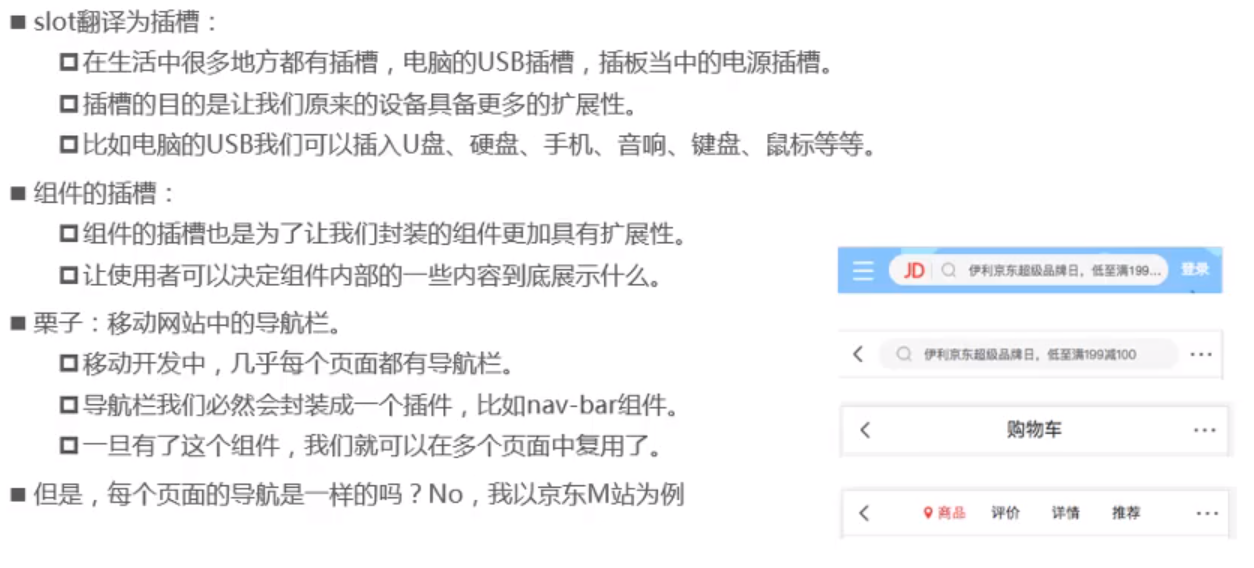 slot翻译为插槽：
在生活中很多地方都有插槽，电脑的USB插槽，插板当中的电源插槽。
插槽的目的是让我们原来的设备具备更多的扩展性。
比如电脑的USB我们可以插入U盘、硬盘、手机、音响、键盘、鼠标等等。
组件的插槽：
组件的插槽也是为了让我们封装的组件更加具有扩展性。
让使用者可以决定组件内部的一些内容到底展示什么。
栗子：移动网站中的导航栏。
移动开发中，几乎每个页面都有导航栏。
导航栏我们必然会封装成一个插件，比如nav-bar组件。
一旦有了这个组件，我们就可以在多个页面中复用了。
但是，每个页面的导航是一样的吗？No，我以京东M站为例
JD 伊利京东超级品牌日，低至满199... 登录
伊利京东超级品牌日，低至满199减100 ···
购物车 ···
商品 评价 详情 推荐 ···